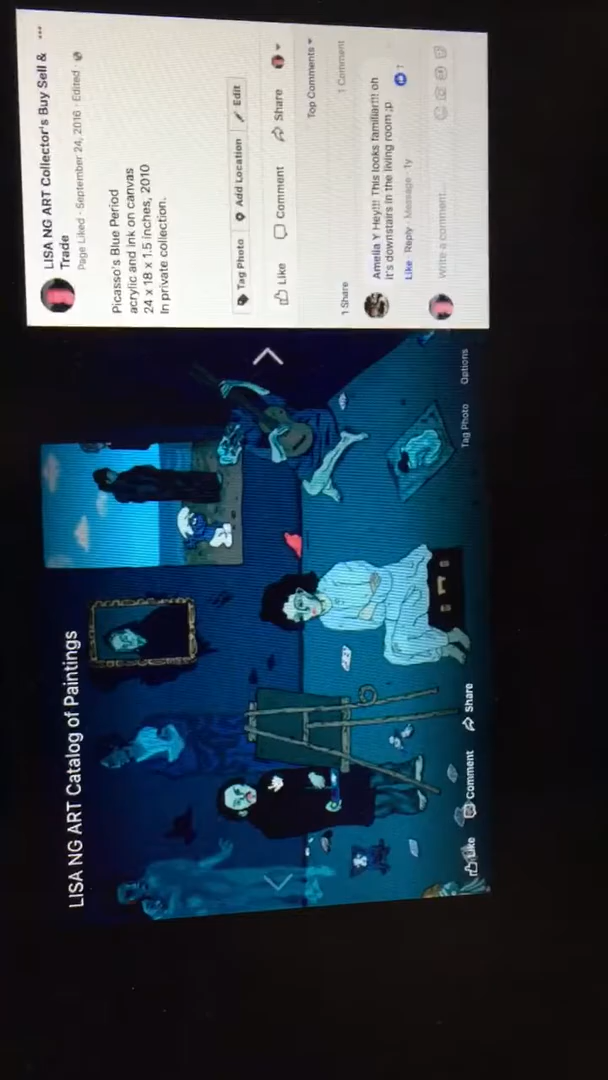 LISA NG ART Catalog of Paintings
Like Comment Share
Tag Photo Options
LISA NG ART Collector's Buy Sell &
Trade
Page Liked · September 24, 2016 · Edited ·
Picasso's Blue Period
acrylic and ink on canvas
24 x 18 x 1.5 inches, 2010
In private collection.
Tag Photo Add Location Edit
Like Comment Share
Top Comments
1 Share 1 Comment
Amelia Y Hey!!! This looks familiar!!! oh
it's downstairs in the living room ;p
Like · Reply · Message · 1y
1
Write a comment...